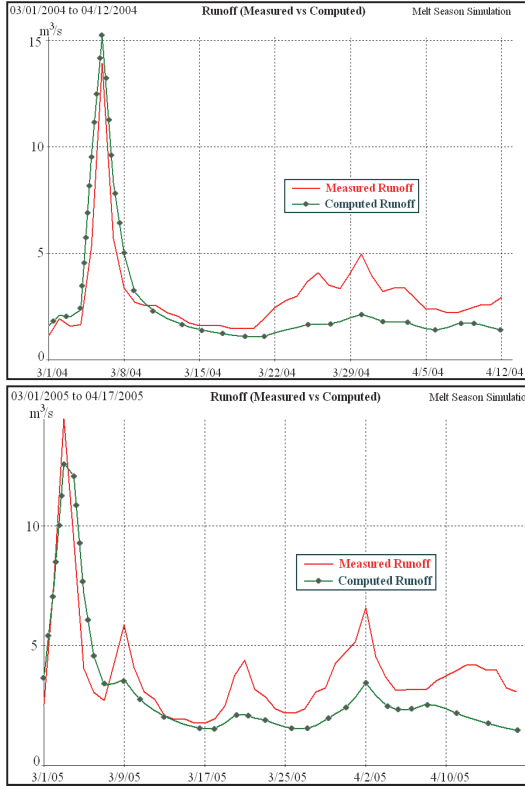 03/01/2004 to 04/12/2004 Runoff (Measured vs Computed) Melt Season Simulation
m³/s
15
10
5
0
Measured Runoff
Computed Runoff
3/1/04 3/8/04 3/15/04 3/22/04 3/29/04 4/5/04 4/12/04
03/01/2005 to 04/17/2005 Runoff (Measured vs Computed) Melt Season Simulation
m³/s
10
5
0
Measured Runoff
Computed Runoff
3/1/05 3/9/05 3/17/05 3/25/05 4/2/05 4/10/05